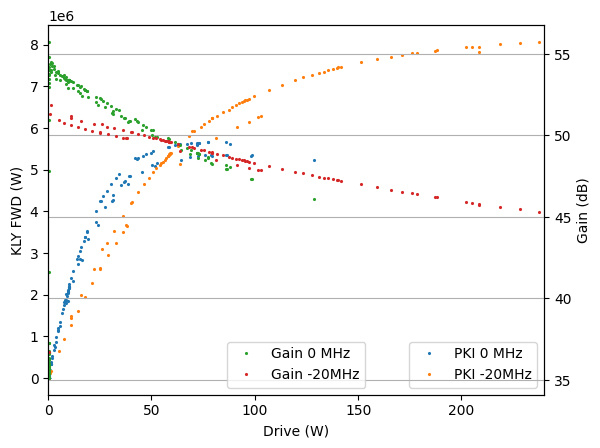 1e6
8
7
6
5
4
3
2
1
0
KLY FWD (W)
55
50
45
40
35
Gain (dB)
Gain 0 MHz
Gain -20MHz
PKI 0 MHz
PKI -20MHz
0 50 100 150 200
Drive (W)